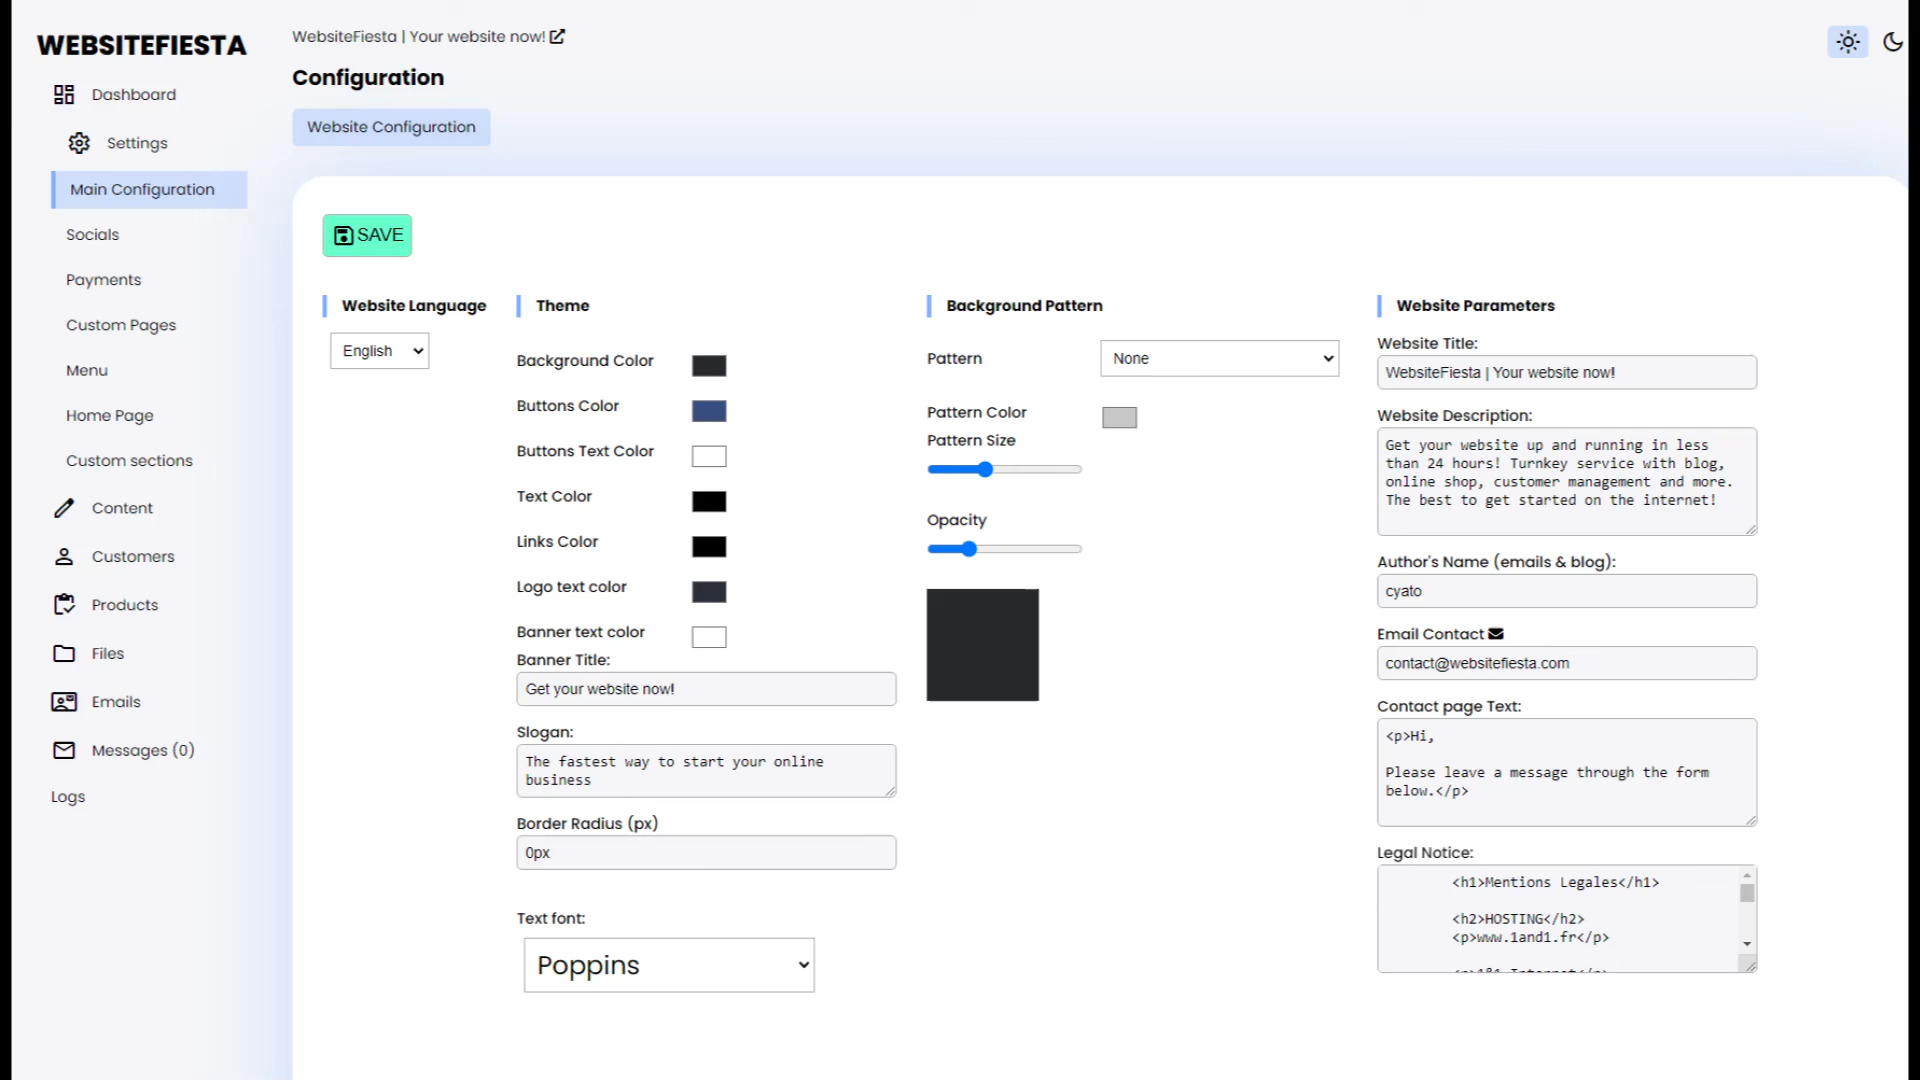 WEBSITEFIESTA
Dashboard
Settings
Main Configuration
Socials
Payments
Custom Pages
Menu
Home Page
Custom sections
Content
Customers
Products
Files
Emails
Messages (0)
Logs
WebsiteFiesta | Your website now!
Configuration
Website Configuration
SAVE
Website Language
English
Theme
Background Color
Buttons Color
Buttons Text Color
Text Color
Links Color
Logo text color
Banner text color
Banner Title:
Get your website now!
Slogan:
The fastest way to start your online
business
Border Radius (px)
0px
Text font:
Poppins
Background Pattern
Pattern
None
Pattern Color
Pattern Size
Opacity
Website Parameters
Website Title:
WebsiteFiesta | Your website now!
Website Description:
Get your website up and running in less
than 24 hours! Turnkey service with blog,
online shop, customer management and more.
The best to get started on the internet!
Author's Name (emails & blog):
cyato
Email Contact
contact@websitefiesta.com
Contact page Text:
<p>Hi,
Please leave a message through the form
below.</p>
Legal Notice:
<h1>Mentions Legales</h1>
<h2>HOSTING</h2>
<p>www.1and1.fr</p>